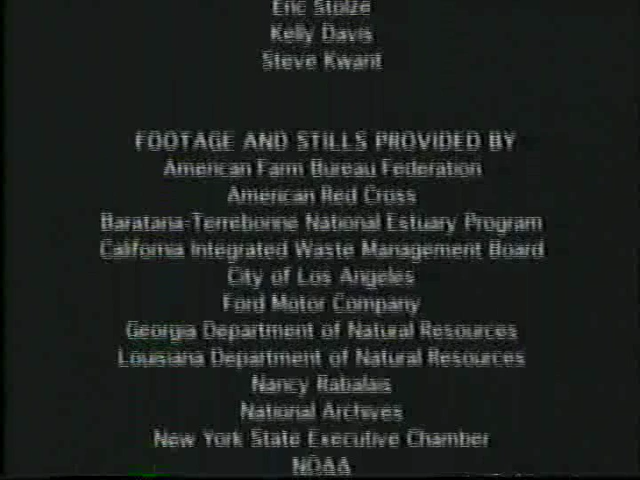 Eric Stolze
Kelly Davis
Steve Kwant
FOOTAGE AND STILLS PROVIDED BY
American Farm Bureau Federation
American Red Cross
Barataria-Terrebonne National Estuary Program
California Integrated Waste Management Board
City of Los Angeles
Ford Motor Company
Georgia Department of Natural Resources
Louisiana Department of Natural Resources
Nancy Rabalais
National Archives
New York State Executive Chamber
NOAA